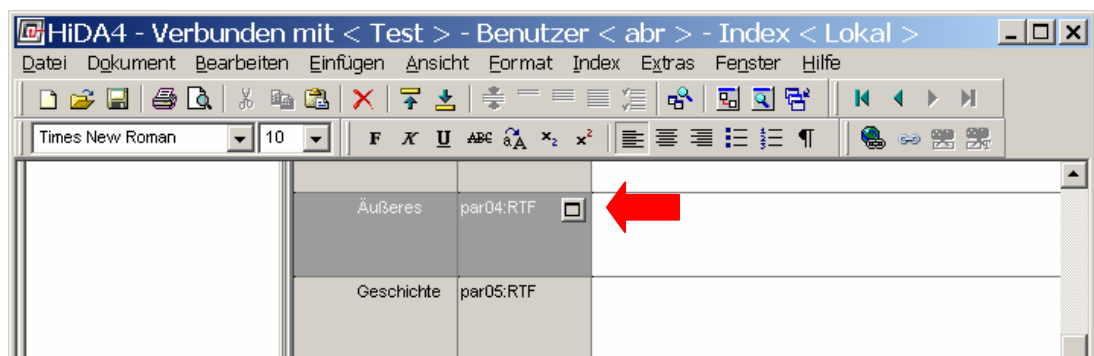 HiDA4 - Verbunden mit < Test > - Benutzer < abr > - Index < Lokal >
Datei Dokument Bearbeiten Einfügen Ansicht Format Index Extras Fenster Hilfe
Times New Roman 10 F K U ABC
Äußeres par04:RTF
Geschichte par05:RTF